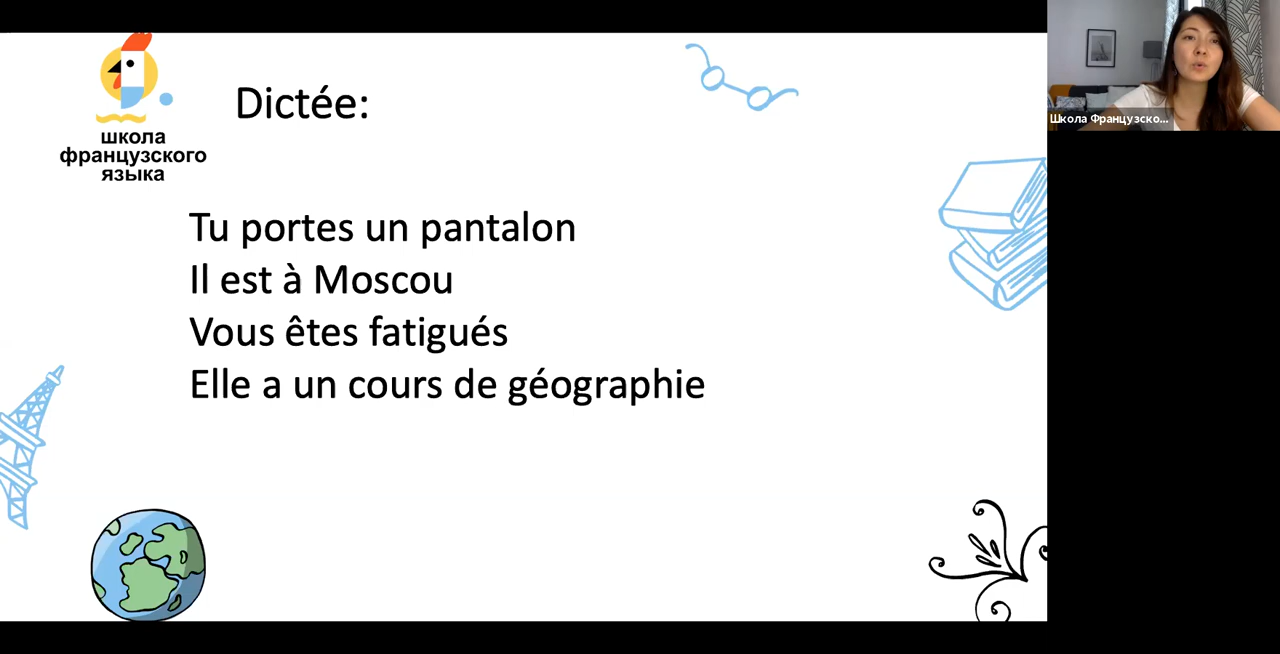 школа
французского
языка
Dictée:
Tu portes un pantalon
Il est à Moscou
Vous êtes fatigués
Elle a un cours de géographie
Школа Французско...